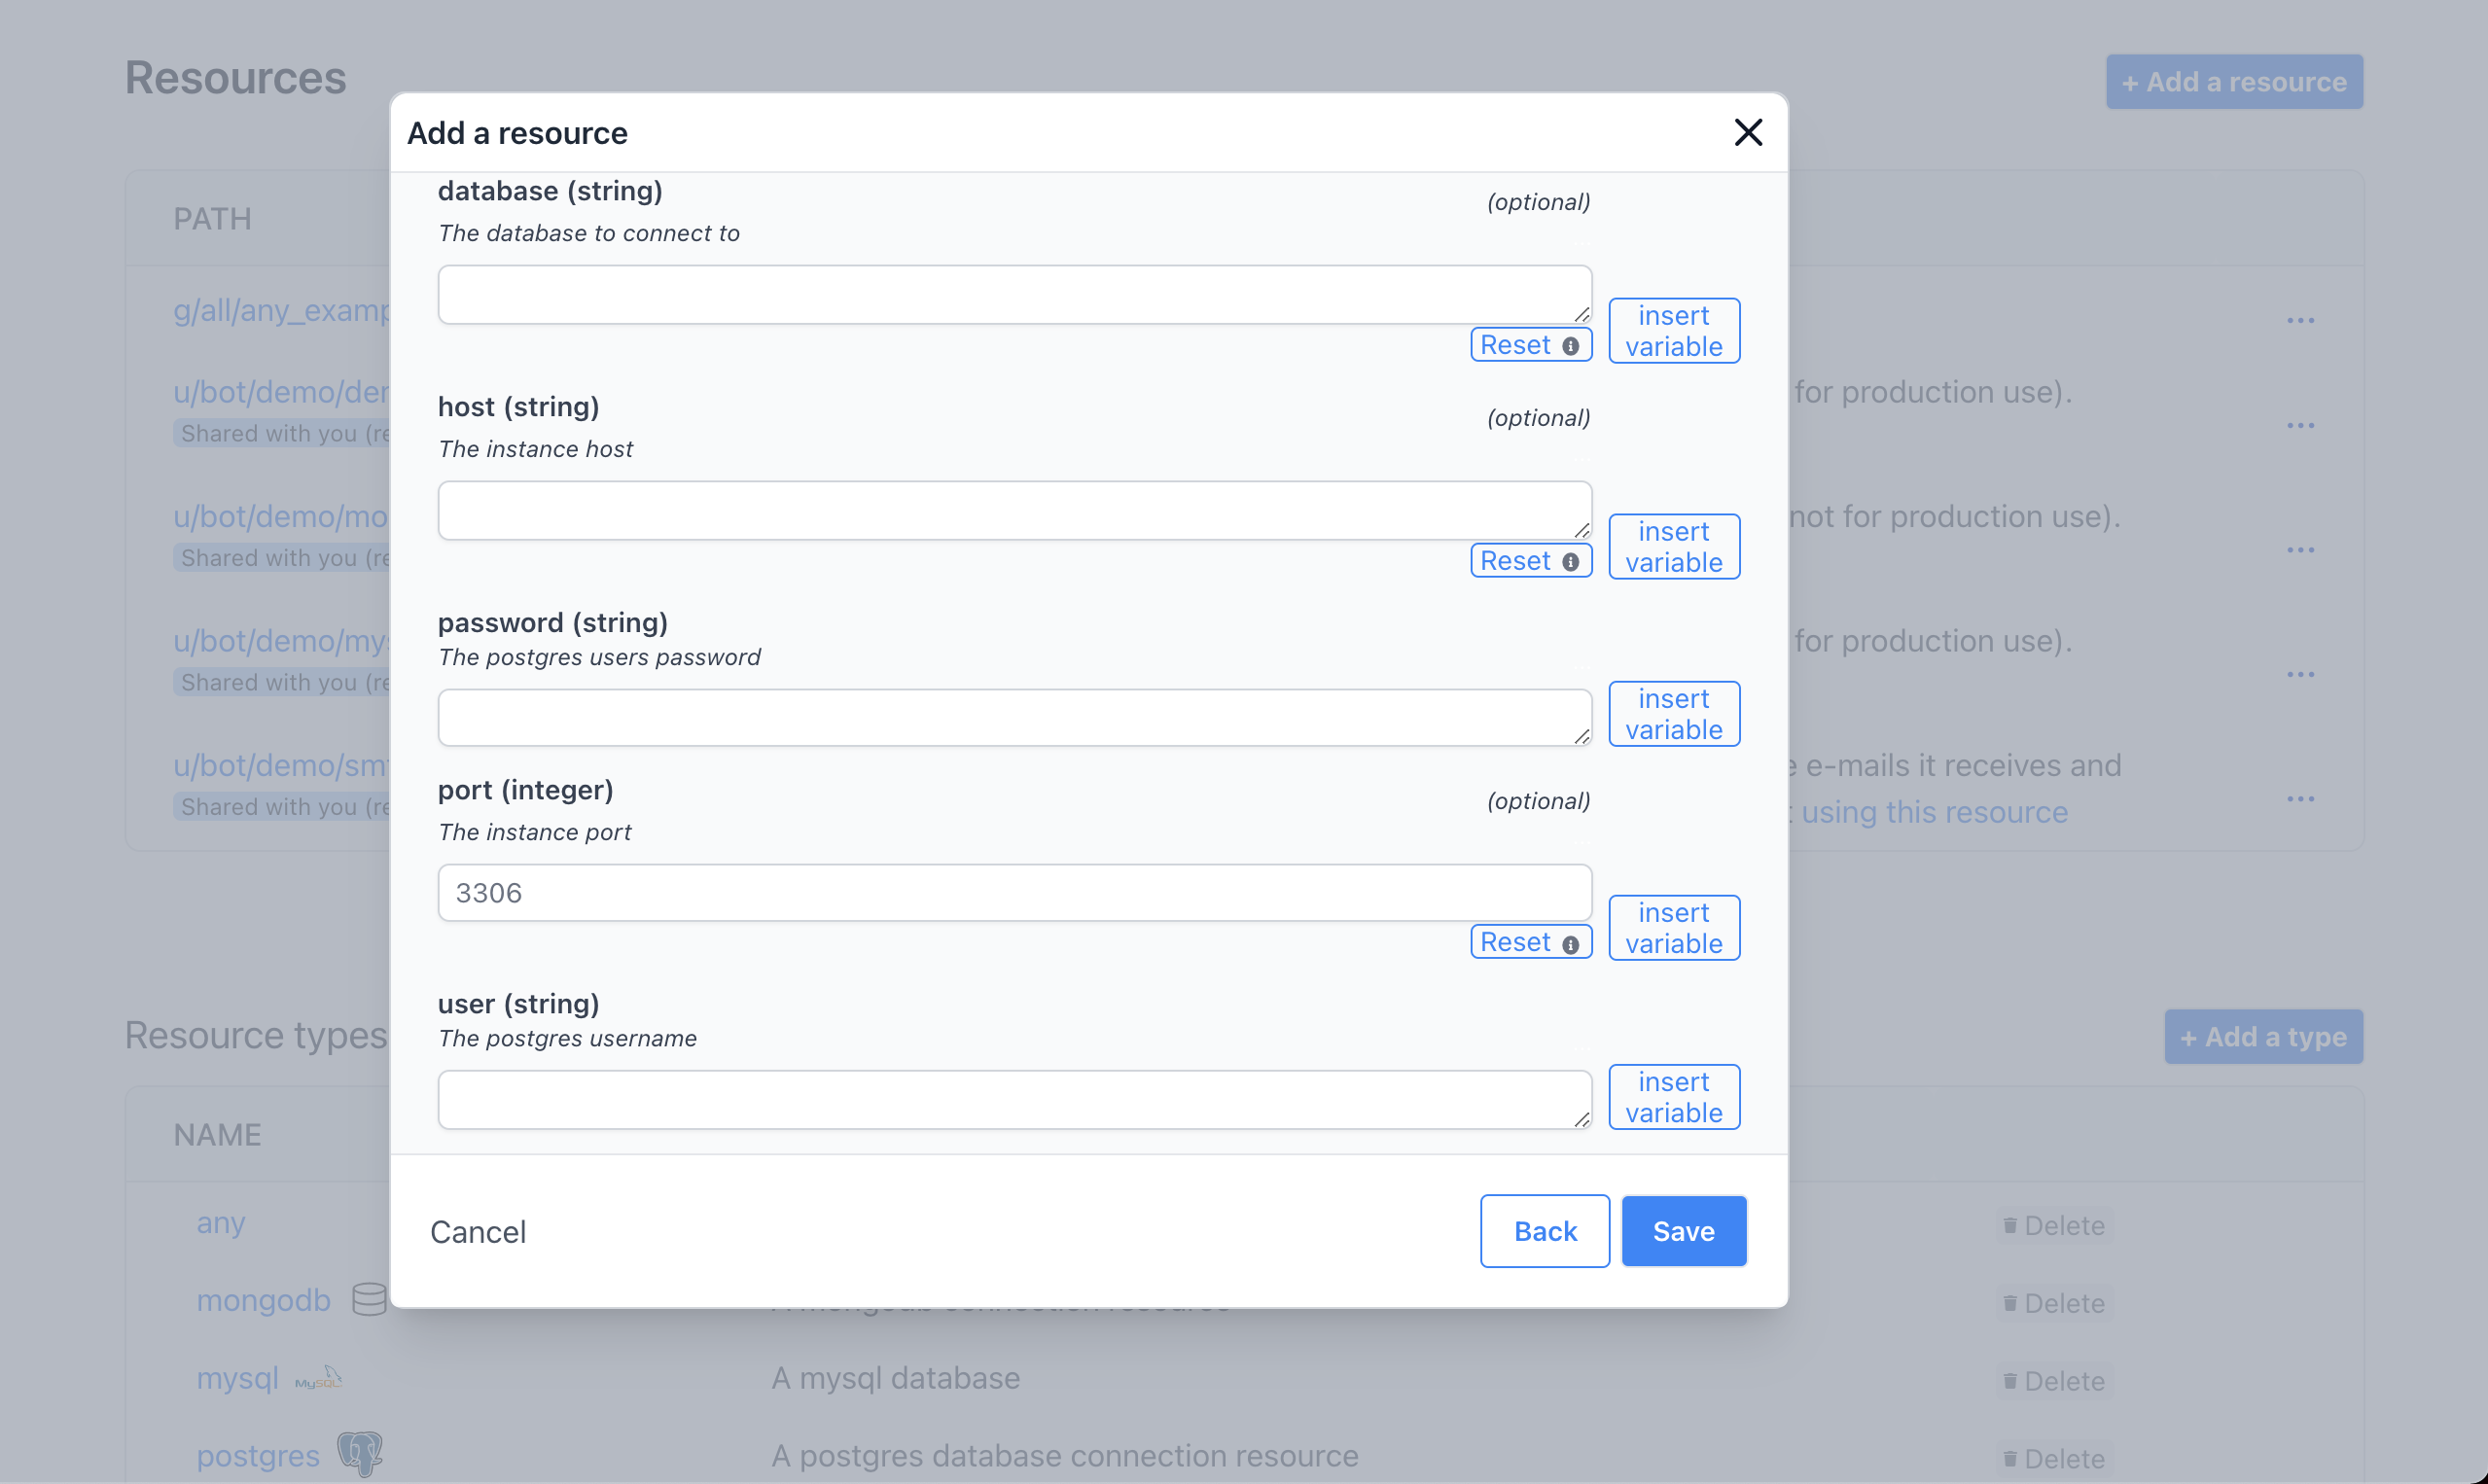 Resources
+ Add a resource
Add a resource
PATH
database (string)
(optional)
The database to connect to
Reset
insert
variable
host (string)
(optional)
The instance host
Reset
insert
variable
password (string)
The postgres users password
insert
variable
port (integer)
(optional)
The instance port
3306
Reset
insert
variable
user (string)
The postgres username
insert
variable
Cancel
Back
Save
g/all/any_examp
...
u/bot/demo/der
for production use).
Shared with you (re
...
u/bot/demo/mo
not for production use).
Shared with you (re
...
u/bot/demo/mys
for production use).
Shared with you (re
...
u/bot/demo/smt
e-mails it receives and
Shared with you (re
using this resource
...
Resource types
+ Add a type
NAME
any
Delete
mongodb
A mongodb connection resource
Delete
mysql
MySQL
A mysql database
Delete
postgres
A postgres database connection resource
Delete